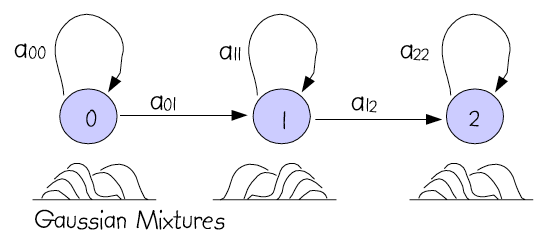 a00 a11 a22
a01 a12
0 1 2
Gaussian Mixtures